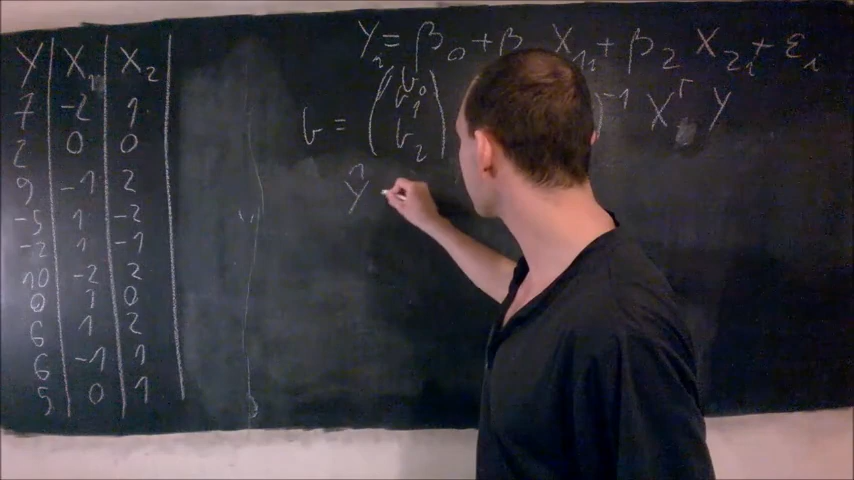 Y X₁ X₂
7 -2 1
2 0 0
9 -1 2
-5 1 -2
-2 1 -1
10 -2 2
0 1 0
6 1 2
6 -1 1
5 0 1
Yᵢ = β₀ + β X₁ᵢ + β₂ X₂ᵢ + εᵢ
b = (b₀ b₁ b₂) )⁻¹ Xᵀ Y
Ŷ